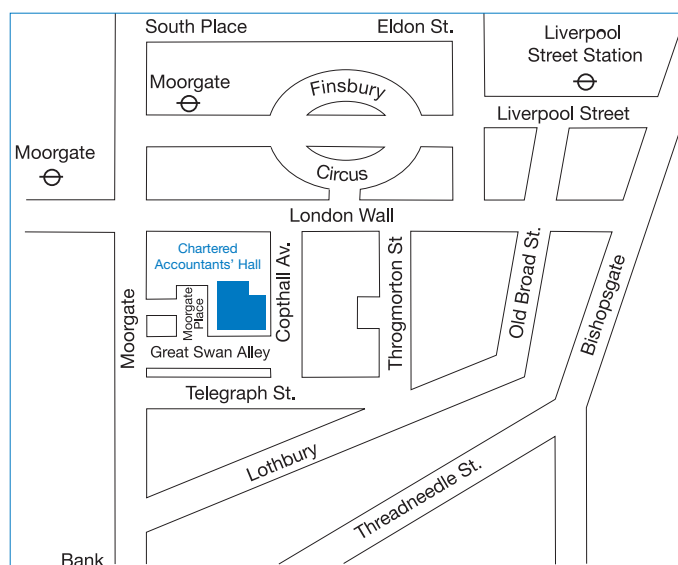 South Place
Eldon St.
Liverpool
Street Station
Moorgate
Finsbury
Liverpool Street
Moorgate
Circus
London Wall
Chartered
Accountants’ Hall
Moorgate
Moorgate
Place
Copthall Av.
Throgmorton St
Old Broad St.
Bishopsgate
Great Swan Alley
Telegraph St.
Lothbury
Threadneedle St.
Bank